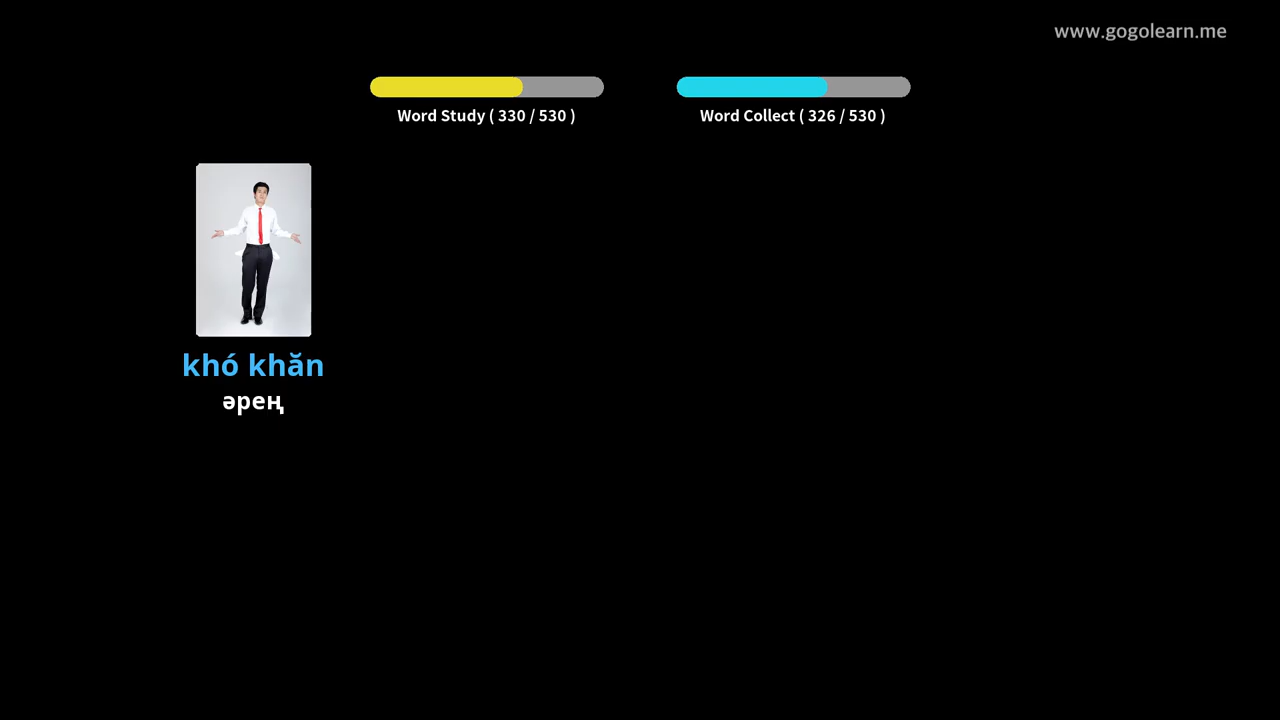 www.gogolearn.me
Word Study ( 330 / 530 )
Word Collect ( 326 / 530 )
khó khăn
әрең